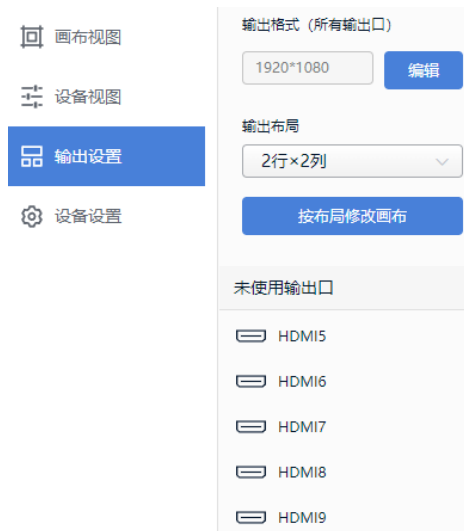 画布视图
设备视图
输出设置
设备设置
输出格式（所有输出口）
1920*1080
编辑
输出布局
2行×2列
按布局修改画布
未使用输出口
HDMI5
HDMI6
HDMI7
HDMI8
HDMI9